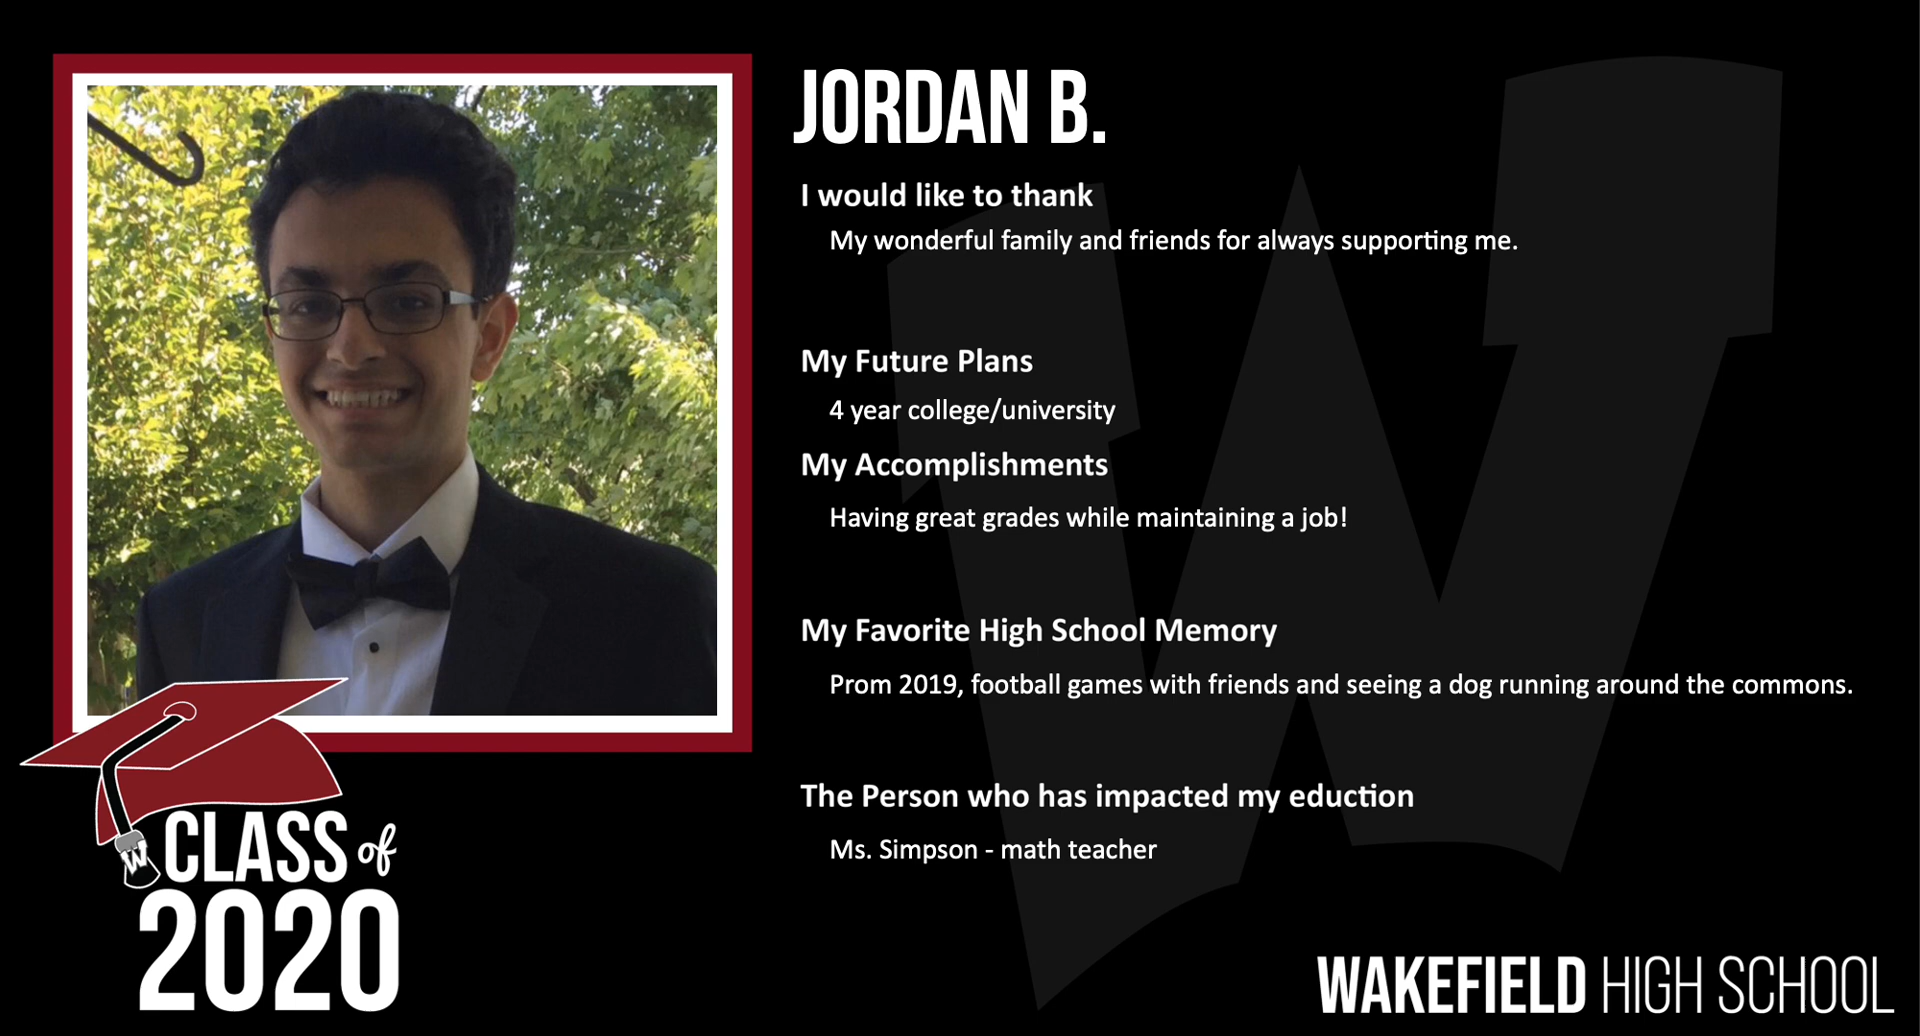 JORDAN B.
I would like to thank
My wonderful family and friends for always supporting me.
My Future Plans
4 year college/university
My Accomplishments
Having great grades while maintaining a job!
My Favorite High School Memory
Prom 2019, football games with friends and seeing a dog running around the commons.
The Person who has impacted my eduction
Ms. Simpson - math teacher
W
CLASS of
2020
WAKEFIELD HIGH SCHOOL